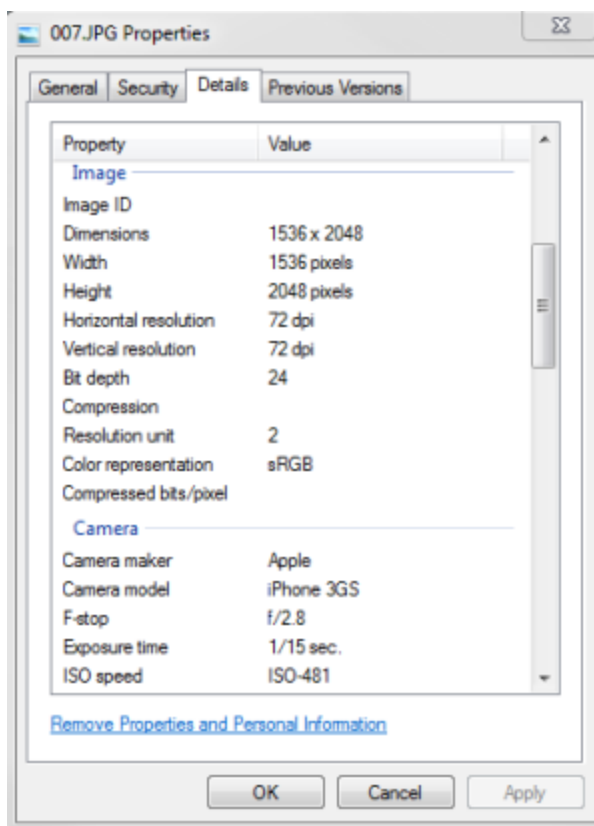 007.JPG Properties
General Security Details Previous Versions
Property Value
Image
Image ID
Dimensions 1536 x 2048
Width 1536 pixels
Height 2048 pixels
Horizontal resolution 72 dpi
Vertical resolution 72 dpi
Bit depth 24
Compression
Resolution unit 2
Color representation sRGB
Compressed bits/pixel
Camera
Camera maker Apple
Camera model iPhone 3GS
F-stop f/2.8
Exposure time 1/15 sec.
ISO speed ISO-481
Remove Properties and Personal Information
OK Cancel Apply